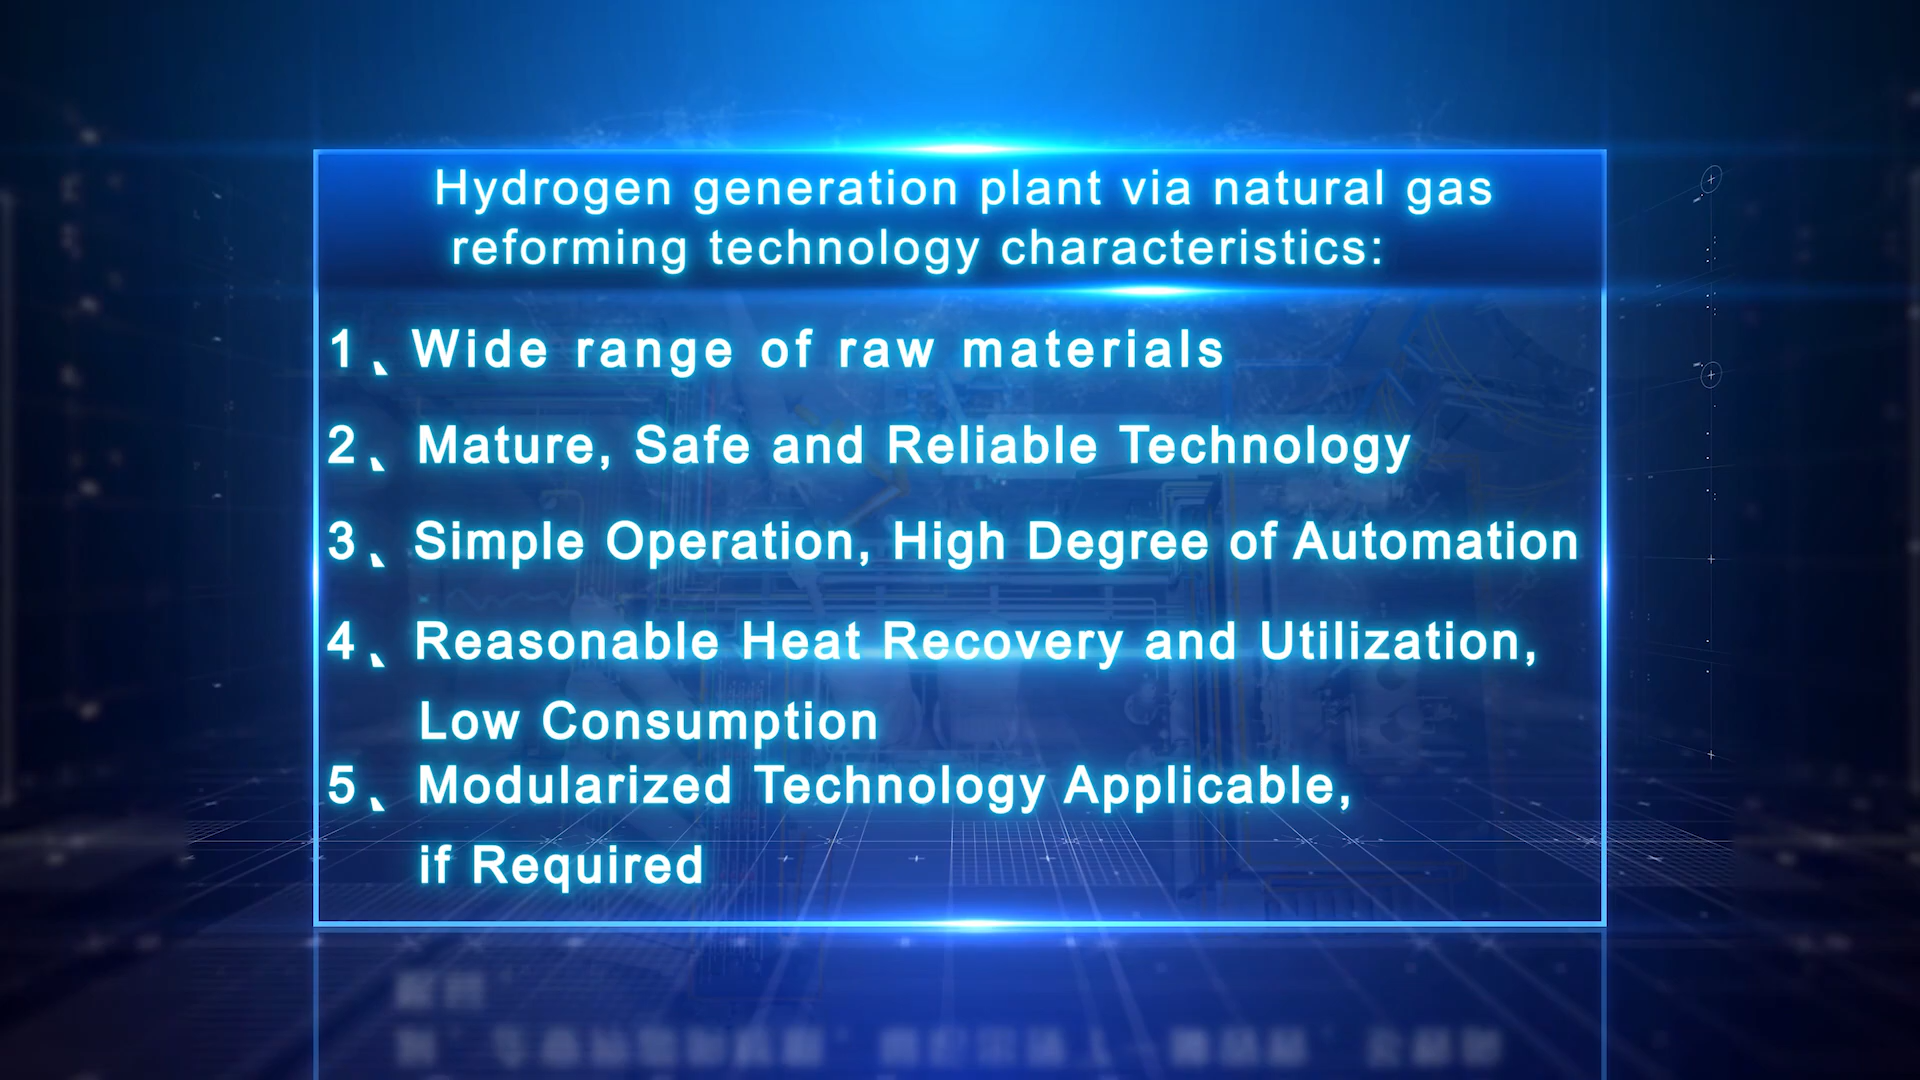 Hydrogen generation plant via natural gas
reforming technology characteristics:
1、Wide range of raw materials
2、Mature, Safe and Reliable Technology
3、Simple Operation, High Degree of Automation
4、Reasonable Heat Recovery and Utilization,
Low Consumption
5、Modularized Technology Applicable,
if Required